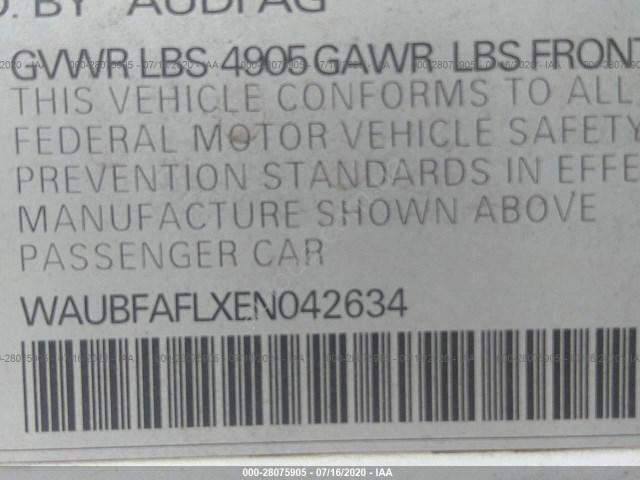 D. BY AUDI AG
GVWR LBS 4905 GAWR LBS FRONT
THIS VEHICLE CONFORMS TO ALL
FEDERAL MOTOR VEHICLE SAFETY
PREVENTION STANDARDS IN EFFE
MANUFACTURE SHOWN ABOVE
PASSENGER CAR
WAUBFAFLXEN042634
000-28075905 - 07/16/2020 - IAA